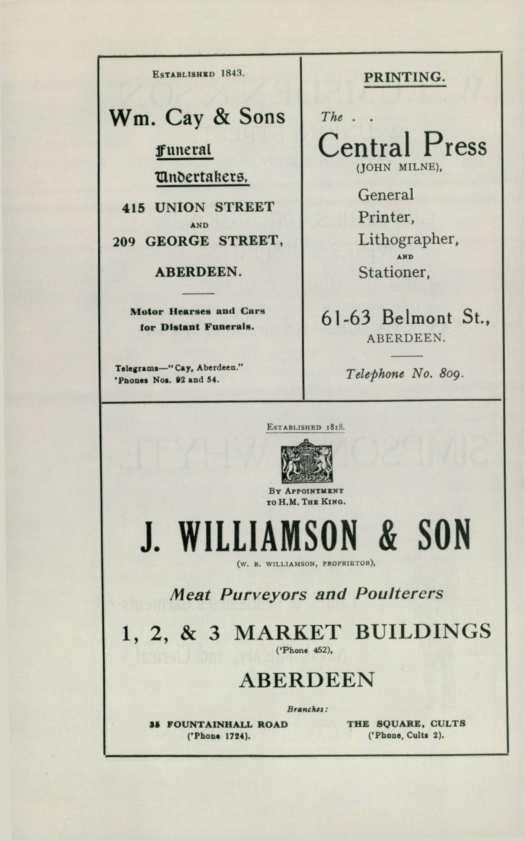 ESTABLISHED 1843.
Wm. Cay & Sons
Funeral
Undertakers,
415 UNION STREET
AND
209 GEORGE STREET,
ABERDEEN.
Motor Hearses and Cars
for Distant Funerals.
Telegrams—"Cay, Aberdeen."
'Phones Nos. 92 and 54.
PRINTING.
The . .
Central Press
(JOHN MILNE),
General
Printer,
Lithographer,
AND
Stationer,
61-63 Belmont St.,
ABERDEEN.
Telephone No. 809.
ESTABLISHED 1818.
BY APPOINTMENT
TO H.M. THE KING.
J. WILLIAMSON & SON
(W. R. WILLIAMSON, PROPRIETOR),
Meat Purveyors and Poulterers
1, 2, & 3 MARKET BUILDINGS
('Phone 452),
ABERDEEN
Branches:
35 FOUNTAINHALL ROAD
('Phone 1724).
THE SQUARE, CULTS
('Phone, Cults 2).